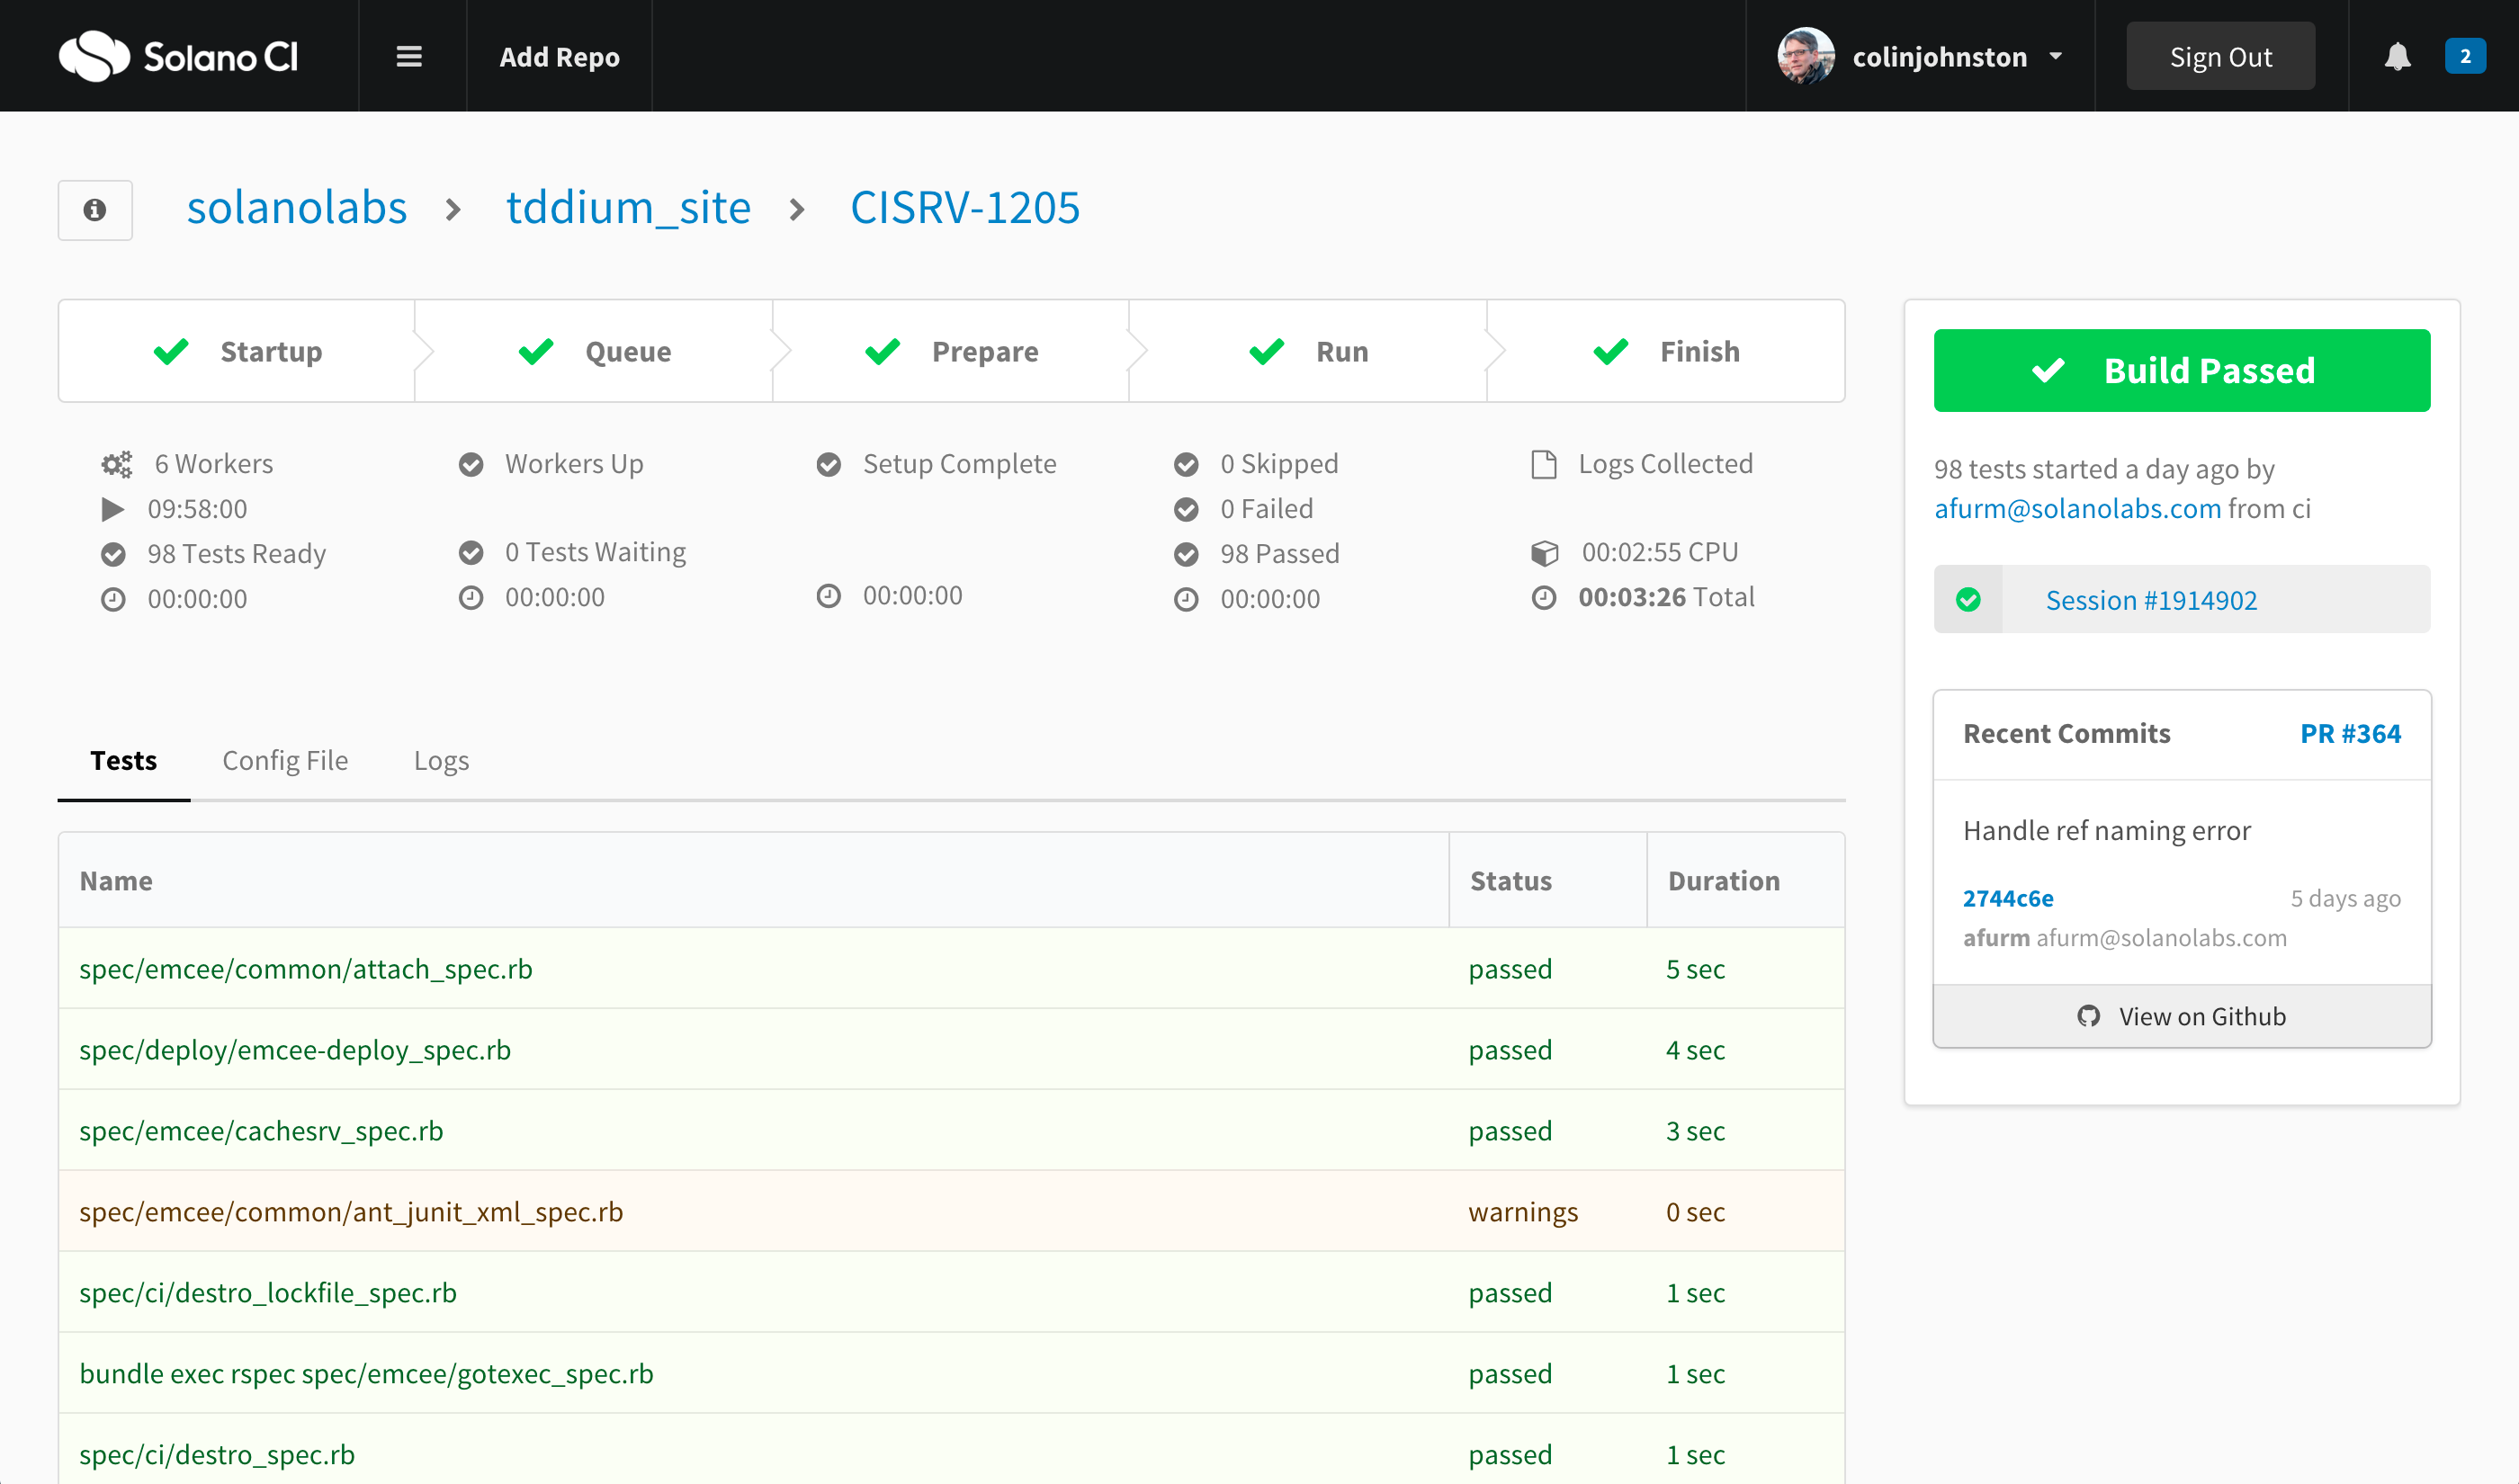 Solano CI
Add Repo
colinjohnston
Sign Out
2
solanolabs > tddium_site > CISRV-1205
Startup
Queue
Prepare
Run
Finish
6 Workers
09:58:00
98 Tests Ready
00:00:00
Workers Up
0 Tests Waiting
00:00:00
Setup Complete
00:00:00
0 Skipped
0 Failed
98 Passed
00:00:00
Logs Collected
00:02:55 CPU
00:03:26 Total
Tests
Config File
Logs
Name Status Duration
spec/emcee/common/attach_spec.rb passed 5 sec
spec/deploy/emcee-deploy_spec.rb passed 4 sec
spec/emcee/cachesrv_spec.rb passed 3 sec
spec/emcee/common/ant_junit_xml_spec.rb warnings 0 sec
spec/ci/destro_lockfile_spec.rb passed 1 sec
bundle exec rspec spec/emcee/gotexec_spec.rb passed 1 sec
spec/ci/destro_spec.rb passed 1 sec
Build Passed
98 tests started a day ago by
afurm@solanolabs.com from ci
Session #1914902
Recent Commits PR #364
Handle ref naming error
2744c6e 5 days ago
afurm afurm@solanolabs.com
View on Github